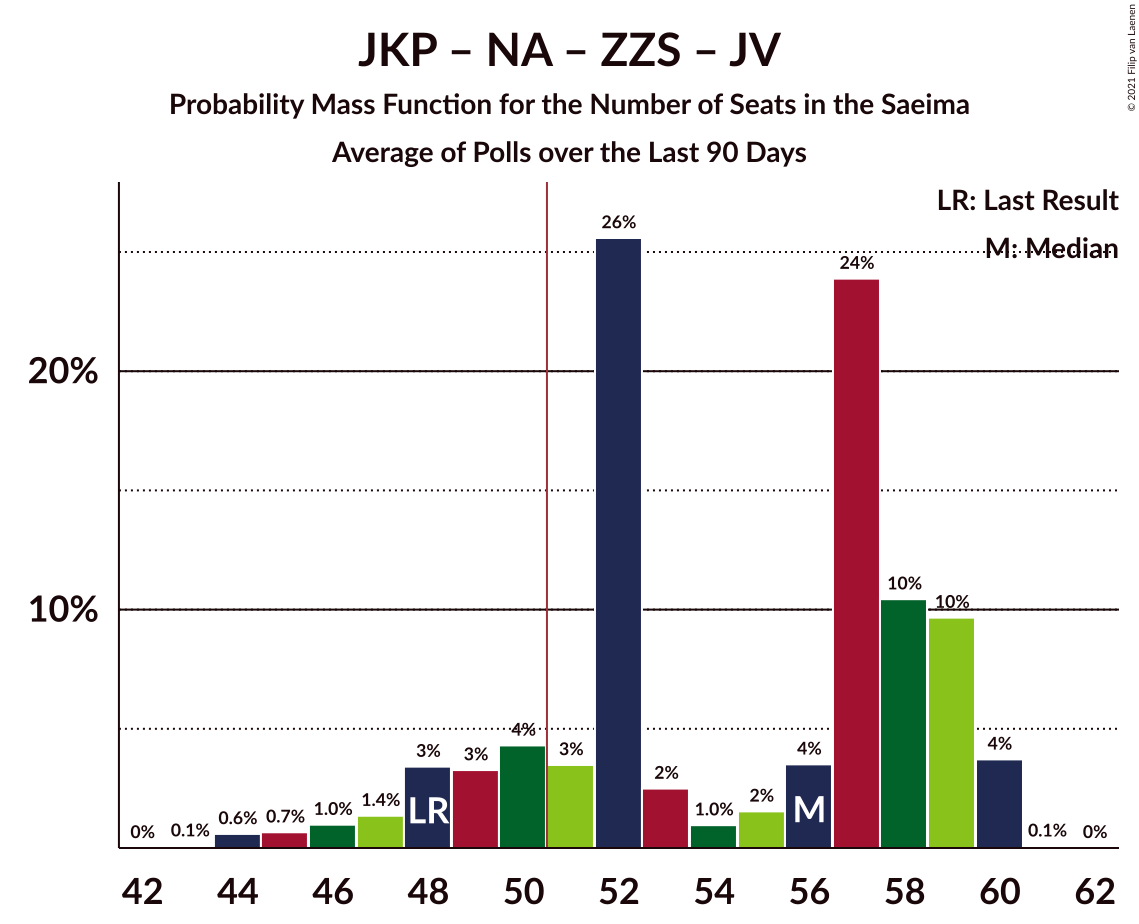 JKP – NA – ZZS – JV
Probability Mass Function for the Number of Seats in the Saeima
Average of Polls over the Last 90 Days
© 2021 Filip van Laenen
LR: Last Result
M: Median
26%
24%
20%
10%
10%
10%
4%
3%
3%
4%
3%
2%
1.0%
2%
4%
4%
0%
0.1%
0.6%
0.7%
1.0%
1.4%
0.1%
0%
LR
M
42 44 46 48 50 52 54 56 58 60 62